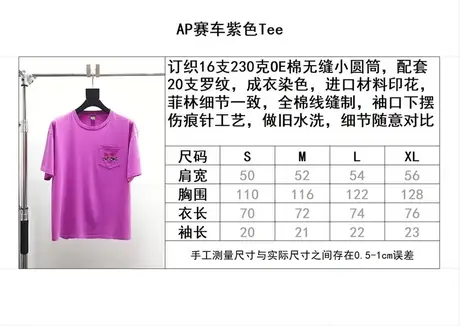 AP赛车紫色Tee
订织16支230克OE棉无缝小圆筒，配套
20支罗纹，成衣染色，进口材料印花，
菲林细节一致，全棉线缝制，袖口下摆
伤痕针工艺，做旧水洗，细节随意对比
尺码 S M L XL
肩宽 50 52 54 56
胸围 110 116 122 128
衣长 70 72 74 76
袖长 20 21 22 23
手工测量尺寸与实际尺寸之间存在0.5-1cm误差